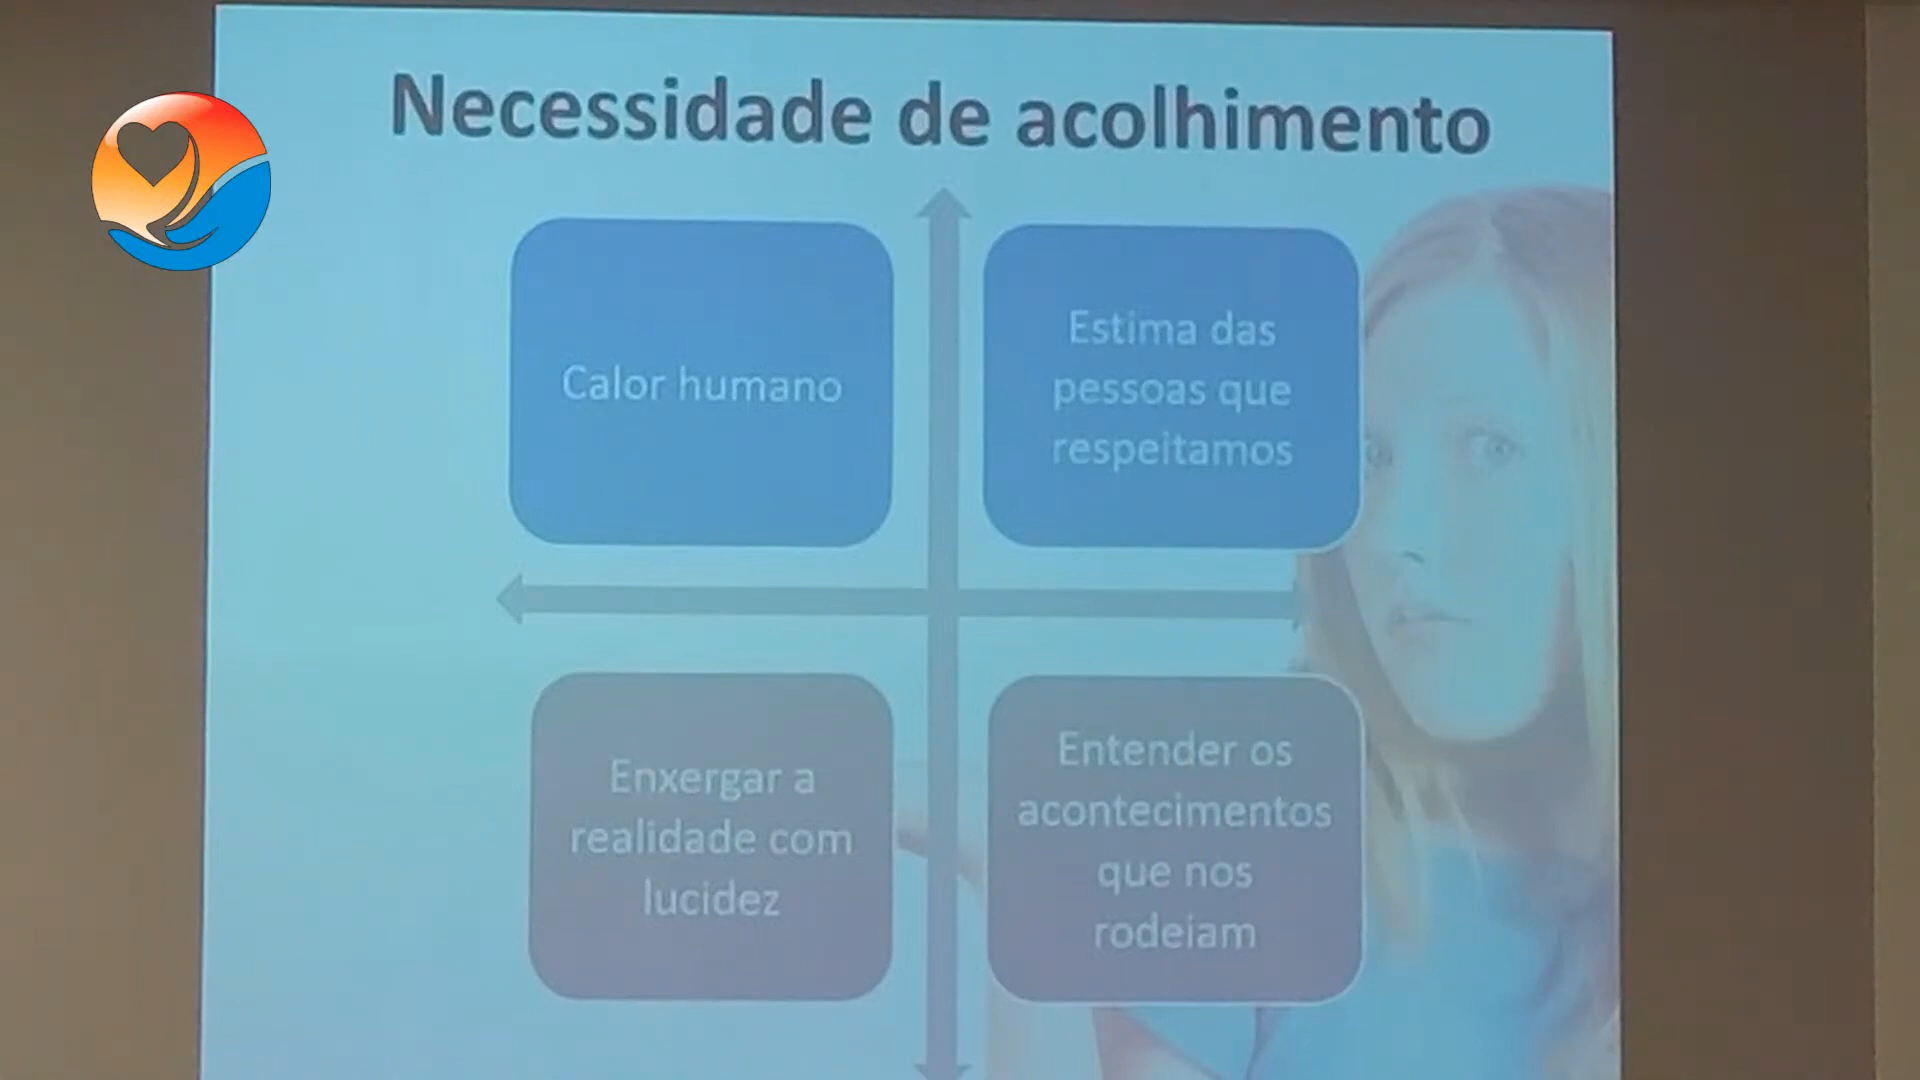 Necessidade de acolhimento
Calor humano
Estima das
pessoas que
respeitamos
Enxergar a
realidade com
lucidez
Entender os
acontecimentos
que nos
rodeiam